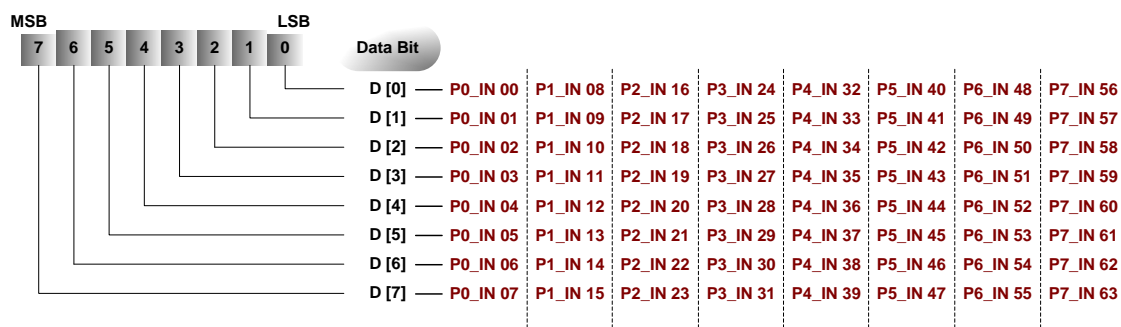 MSB LSB
7 6 5 4 3 2 1 0 Data Bit
D [0] P0_IN 00 P1_IN 08 P2_IN 16 P3_IN 24 P4_IN 32 P5_IN 40 P6_IN 48 P7_IN 56
D [1] P0_IN 01 P1_IN 09 P2_IN 17 P3_IN 25 P4_IN 33 P5_IN 41 P6_IN 49 P7_IN 57
D [2] P0_IN 02 P1_IN 10 P2_IN 18 P3_IN 26 P4_IN 34 P5_IN 42 P6_IN 50 P7_IN 58
D [3] P0_IN 03 P1_IN 11 P2_IN 19 P3_IN 27 P4_IN 35 P5_IN 43 P6_IN 51 P7_IN 59
D [4] P0_IN 04 P1_IN 12 P2_IN 20 P3_IN 28 P4_IN 36 P5_IN 44 P6_IN 52 P7_IN 60
D [5] P0_IN 05 P1_IN 13 P2_IN 21 P3_IN 29 P4_IN 37 P5_IN 45 P6_IN 53 P7_IN 61
D [6] P0_IN 06 P1_IN 14 P2_IN 22 P3_IN 30 P4_IN 38 P5_IN 46 P6_IN 54 P7_IN 62
D [7] P0_IN 07 P1_IN 15 P2_IN 23 P3_IN 31 P4_IN 39 P5_IN 47 P6_IN 55 P7_IN 63